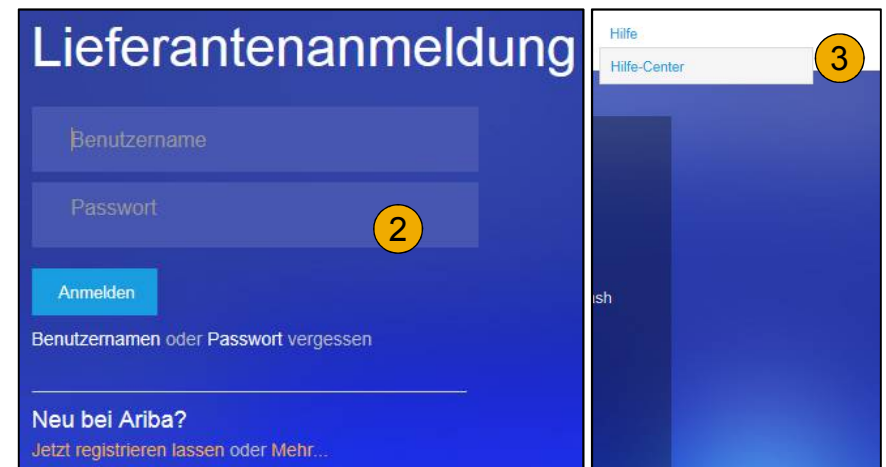 Lieferantenanmeldung
Benutzername
Passwort
2
Anmelden
Benutzernamen oder Passwort vergessen
Neu bei Ariba?
Jetzt registrieren lassen oder Mehr...
Hilfe
Hilfe-Center
3
ush